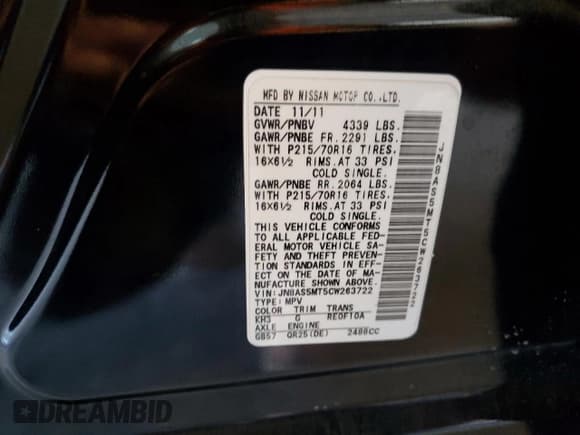 MFD BY NISSAN MOTOR CO.,LTD.
DATE 11/11
GVWR/PNBV 4339 LBS.
GAWR/PNBE FR. 2291 LBS.
WITH P215/70R16 TIRES.
16X6½ RIMS. AT 33 PSI
COLD SINGLE.
GAWR/PNBE RR. 2064 LBS.
WITH P215/70R16 TIRES.
16X6½ RIMS. AT 33 PSI
COLD SINGLE.
THIS VEHICLE CONFORMS
TO ALL APPLICABLE FED-
ERAL MOTOR VEHICLE SA-
FETY AND THEFT PREVEN-
TION STANDARDS IN EFF-
ECT ON THE DATE OF MA-
NUFACTURE SHOWN ABOVE.
VIN: JN8AS5MT5CW263722
TYPE: MPV
COLOR TRIM TRANS
KH3 G RE0F10A
AXLE ENGINE
GB57 QR25(DE) 2488CC
JN8AS5MT5CW263722
DREAMBID